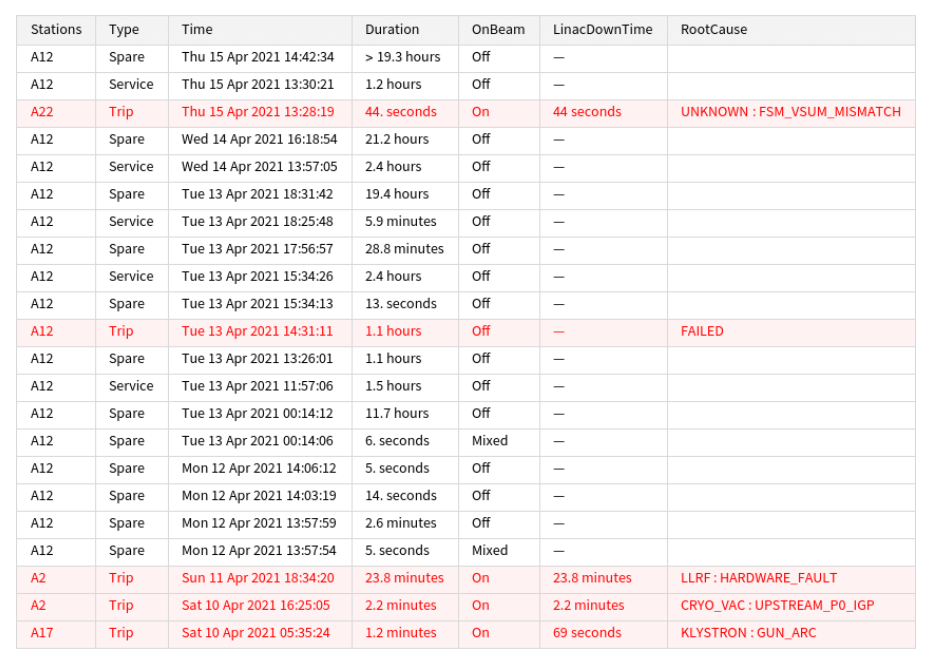 Stations Type Time Duration OnBeam LinacDownTime RootCause
A12 Spare Thu 15 Apr 2021 14:42:34 > 19.3 hours Off —
A12 Service Thu 15 Apr 2021 13:30:21 1.2 hours Off —
A22 Trip Thu 15 Apr 2021 13:28:19 44. seconds On 44 seconds UNKNOWN : FSM_VSUM_MISMATCH
A12 Spare Wed 14 Apr 2021 16:18:54 21.2 hours Off —
A12 Service Wed 14 Apr 2021 13:57:05 2.4 hours Off —
A12 Spare Tue 13 Apr 2021 18:31:42 19.4 hours Off —
A12 Service Tue 13 Apr 2021 18:25:48 5.9 minutes Off —
A12 Spare Tue 13 Apr 2021 17:56:57 28.8 minutes Off —
A12 Service Tue 13 Apr 2021 15:34:26 2.4 hours Off —
A12 Spare Tue 13 Apr 2021 15:34:13 13. seconds Off —
A12 Trip Tue 13 Apr 2021 14:31:11 1.1 hours Off — FAILED
A12 Spare Tue 13 Apr 2021 13:26:01 1.1 hours Off —
A12 Service Tue 13 Apr 2021 11:57:06 1.5 hours Off —
A12 Spare Tue 13 Apr 2021 00:14:12 11.7 hours Off —
A12 Spare Tue 13 Apr 2021 00:14:06 6. seconds Mixed —
A12 Spare Mon 12 Apr 2021 14:06:12 5. seconds Off —
A12 Spare Mon 12 Apr 2021 14:03:19 14. seconds Off —
A12 Spare Mon 12 Apr 2021 13:57:59 2.6 minutes Off —
A12 Spare Mon 12 Apr 2021 13:57:54 5. seconds Mixed —
A2 Trip Sun 11 Apr 2021 18:34:20 23.8 minutes On 23.8 minutes LLRF : HARDWARE_FAULT
A2 Trip Sat 10 Apr 2021 16:25:05 2.2 minutes On 2.2 minutes CRYO_VAC : UPSTREAM_P0_IGP
A17 Trip Sat 10 Apr 2021 05:35:24 1.2 minutes On 69 seconds KLYSTRON : GUN_ARC